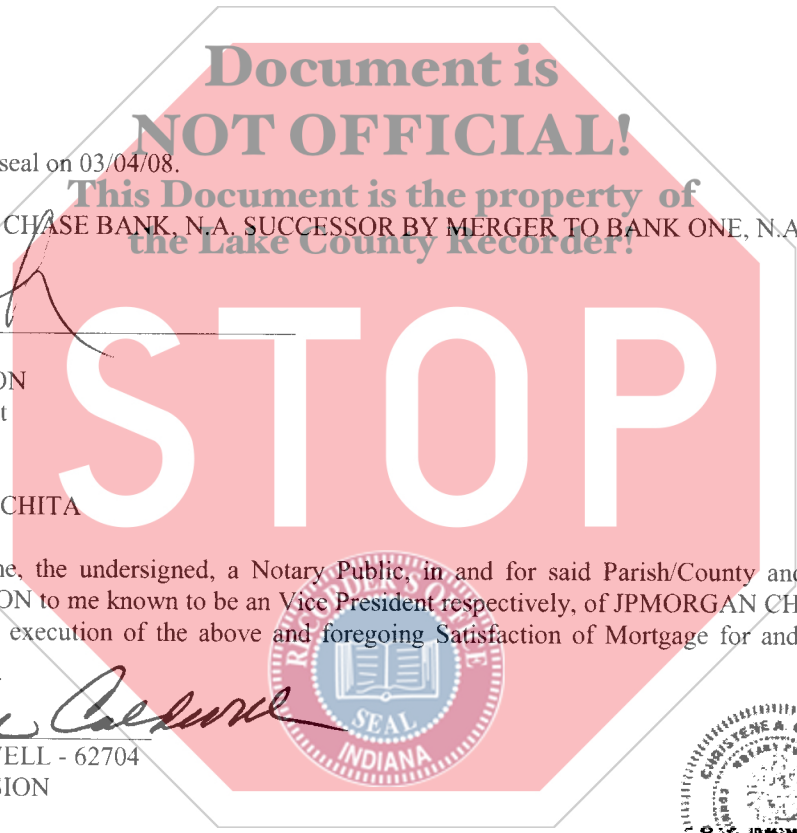 Document is
NOT OFFICIAL!
seal on 03/04/08.
This Document is the property of
CHASE BANK, N.A. SUCCESSOR BY MERGER TO BANK ONE, N.A
the Lake County Recorder!
STOP
ON
t
CHITA
ne, the undersigned, a Notary Public, in and for said Parish/County and
ON to me known to be an Vice President respectively, of JPMORGAN CH
execution of the above and foregoing Satisfaction of Mortgage for and
RECORDER'S OFFICE
SEAL
INDIANA
Caldwell
VELL - 62704
SION
CHRISTENE A.
NOTARY